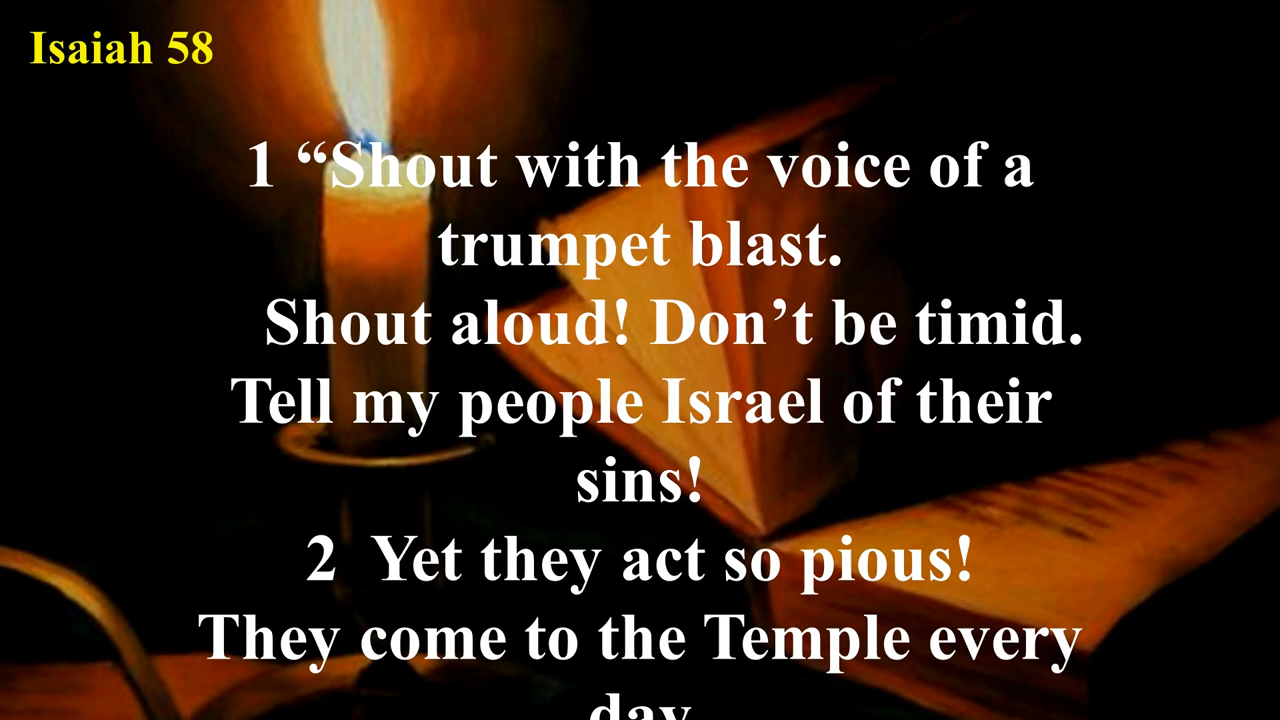 Isaiah 58
1 “Shout with the voice of a
trumpet blast.
Shout aloud! Don’t be timid.
Tell my people Israel of their
sins!
2 Yet they act so pious!
They come to the Temple every
day